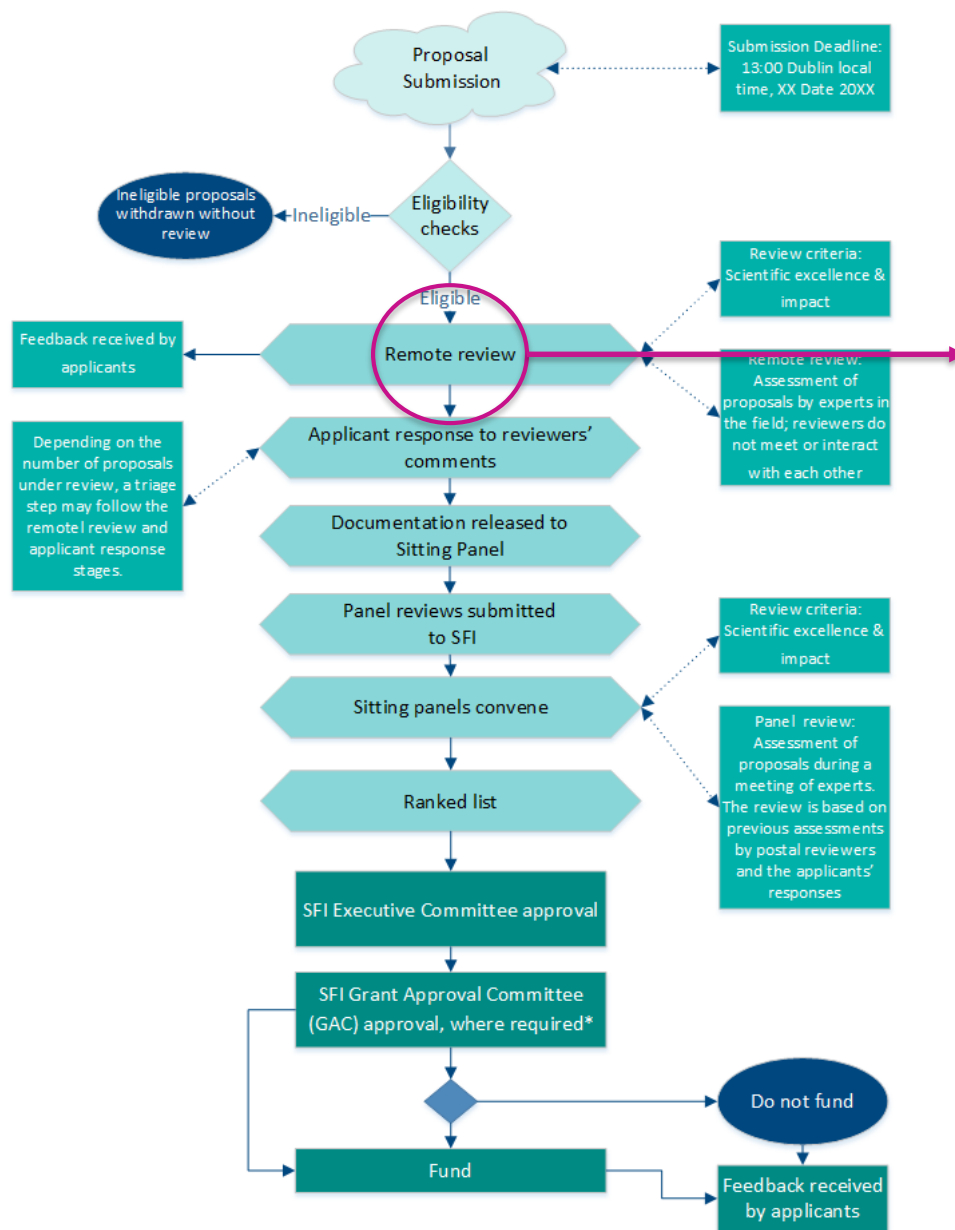 Proposal
Submission
Submission Deadline:
13:00 Dublin local
time, XX Date 20XX
Ineligible proposals
withdrawn without
review
Ineligible
Eligibility
checks
Eligible
Review criteria:
Scientific excellence &
impact
Feedback received by
applicants
Remote review
Remote review:
Assessment of
proposals by experts in
the field; reviewers do
not meet or interact
with each other
Depending on the
number of proposals
under review, a triage
step may follow the
remotel review and
applicant response
stages.
Applicant response to reviewers’
comments
Documentation released to
Sitting Panel
Panel reviews submitted
to SFI
Review criteria:
Scientific excellence &
impact
Sitting panels convene
Panel review:
Assessment of
proposals during a
meeting of experts.
The review is based on
previous assessments
by postal reviewers
and the applicants’
responses
Ranked list
SFI Executive Committee approval
SFI Grant Approval Committee
(GAC) approval, where required*
Do not fund
Fund
Feedback received
by applicants